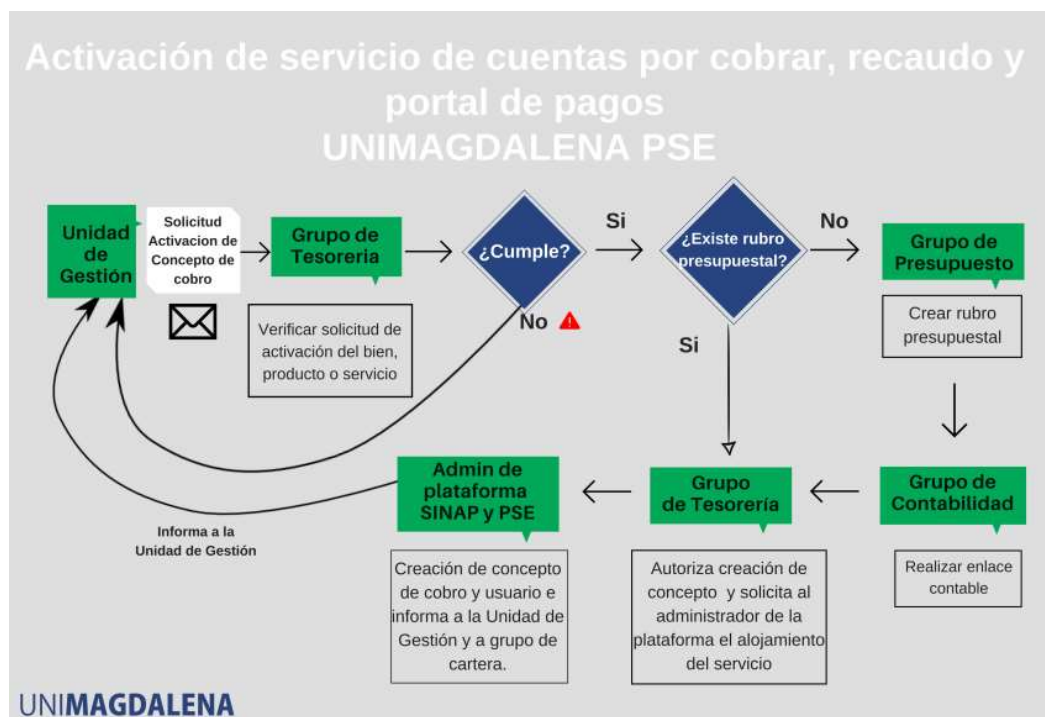 Activación de servicio de cuentas por cobrar, recaudo y
portal de pagos
UNIMAGDALENA PSE
Unidad
de
Gestión
Solicitud
Activacion de
Concepto de
cobro
Grupo de
Tesoreria
Verificar solicitud de
activación del bien,
producto o servicio
¿Cumple?
Si
No
¿Existe rubro
presupuestal?
No
Si
Grupo de
Presupuesto
Crear rubro
presupuestal
Grupo de
Contabilidad
Realizar enlace
contable
Grupo
de Tesorería
Autoriza creación de
concepto y solicita al
administrador de la
plataforma el alojamiento
del servicio
Admin de
plataforma
SINAP y PSE
Creación de concepto
de cobro y usuario e
informa a la Unidad de
Gestión y a grupo de
cartera.
Informa a la
Unidad de Gestión
UNIMAGDALENA